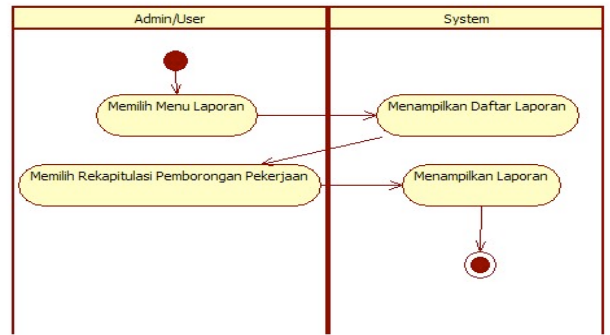 Admin/User
System
Memilih Menu Laporan
Menampilkan Daftar Laporan
Memilih Rekapitulasi Pemborongan Pekerjaan
Menampilkan Laporan